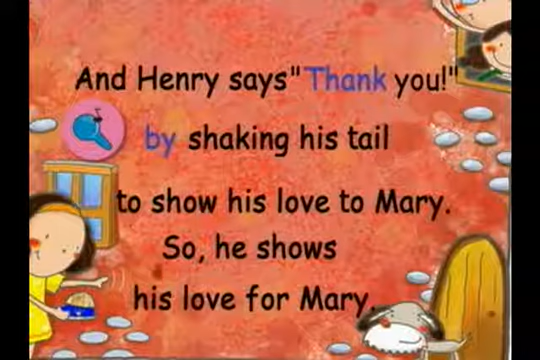 And Henry says"Thank you!"
by shaking his tail
to show his love to Mary.
So, he shows
his love for Mary.